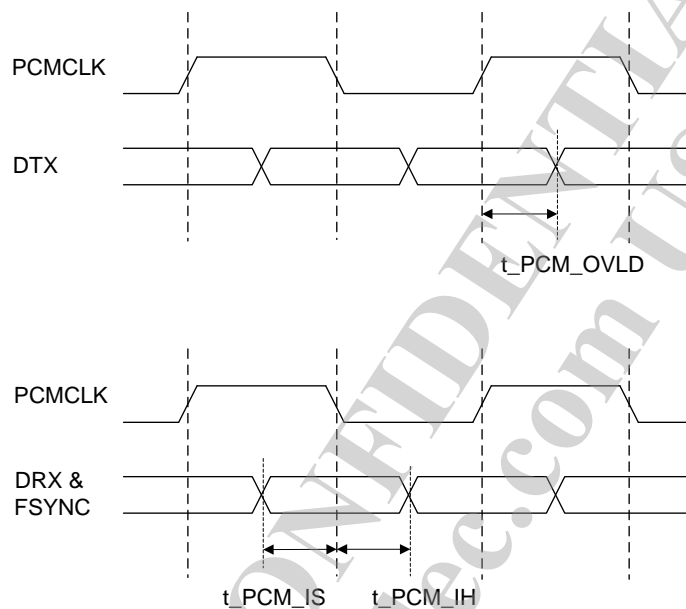 PCMCLK
DTX
t_PCM_OVLD
PCMCLK
DRX &
FSYNC
t_PCM_IS
t_PCM_IH